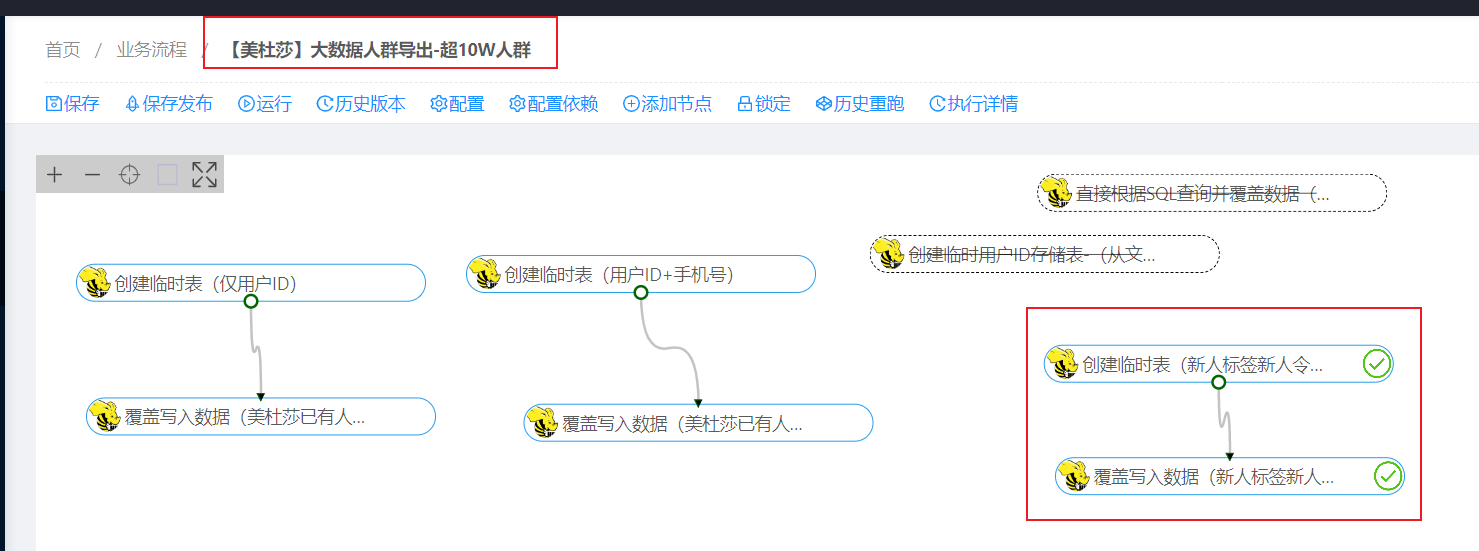 首页 / 业务流程 / 【美杜莎】大数据人群导出-超10W人群
保存 保存发布 运行 历史版本 配置 配置依赖 添加节点 锁定 历史重跑 执行详情
直接根据SQL查询并覆盖数据（...
创建临时用户ID存储表-（从文...
创建临时表（仅用户ID）
创建临时表（用户ID+手机号）
创建临时表（新人标签新人令...
覆盖写入数据（美杜莎已有人...
覆盖写入数据（美杜莎已有人...
覆盖写入数据（新人标签新人...